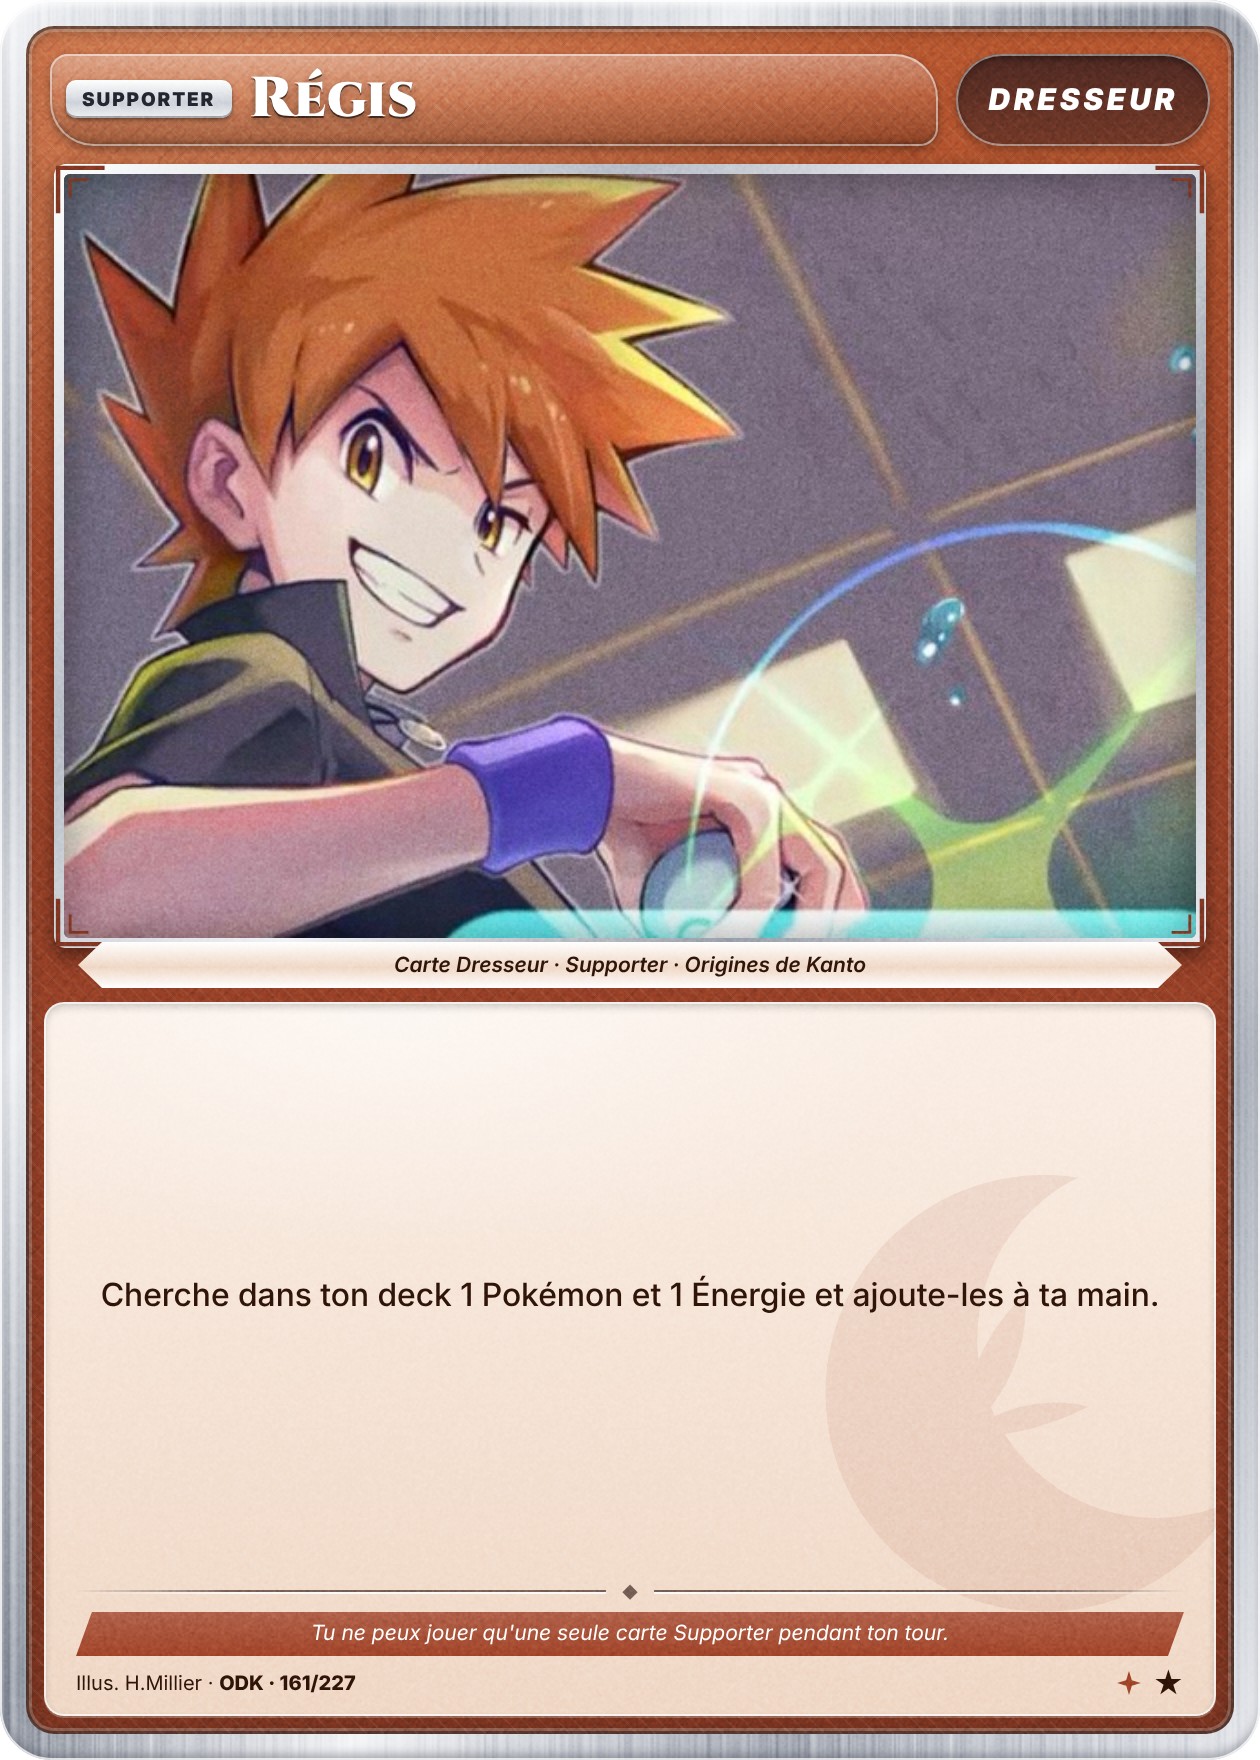 SUPPORTER RÉGIS DRESSEUR
Carte Dresseur · Supporter · Origines de Kanto
Cherche dans ton deck 1 Pokémon et 1 Énergie et ajoute-les à ta main.
Tu ne peux jouer qu'une seule carte Supporter pendant ton tour.
Illus. H.Millier · ODK · 161/227